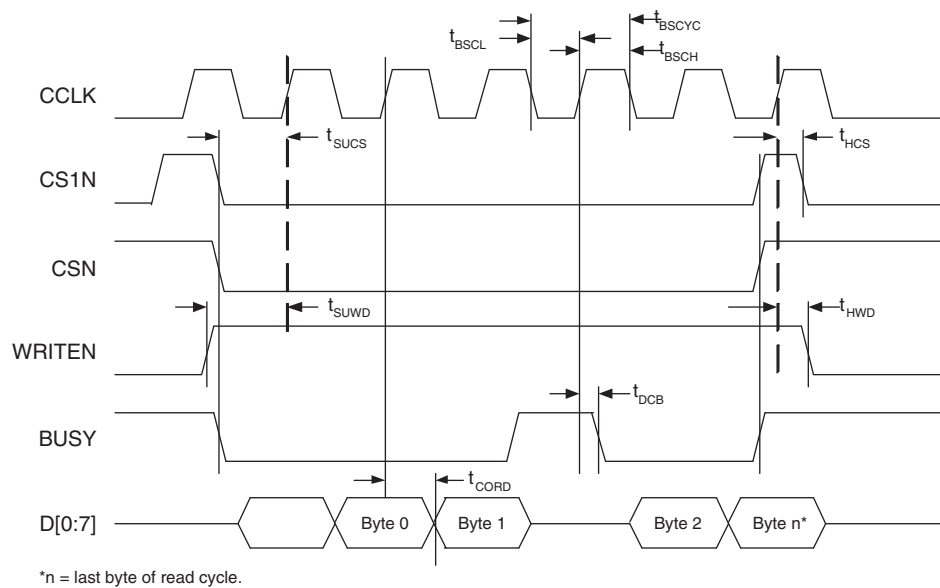 tBSCYC
tBSCL
tBSCH
CCLK
tSUCS
tHCS
CS1N
CSN
tSUWD
tHWD
WRITEN
tDCB
BUSY
tCORD
D[0:7]
Byte 0
Byte 1
Byte 2
Byte n*
*n = last byte of read cycle.